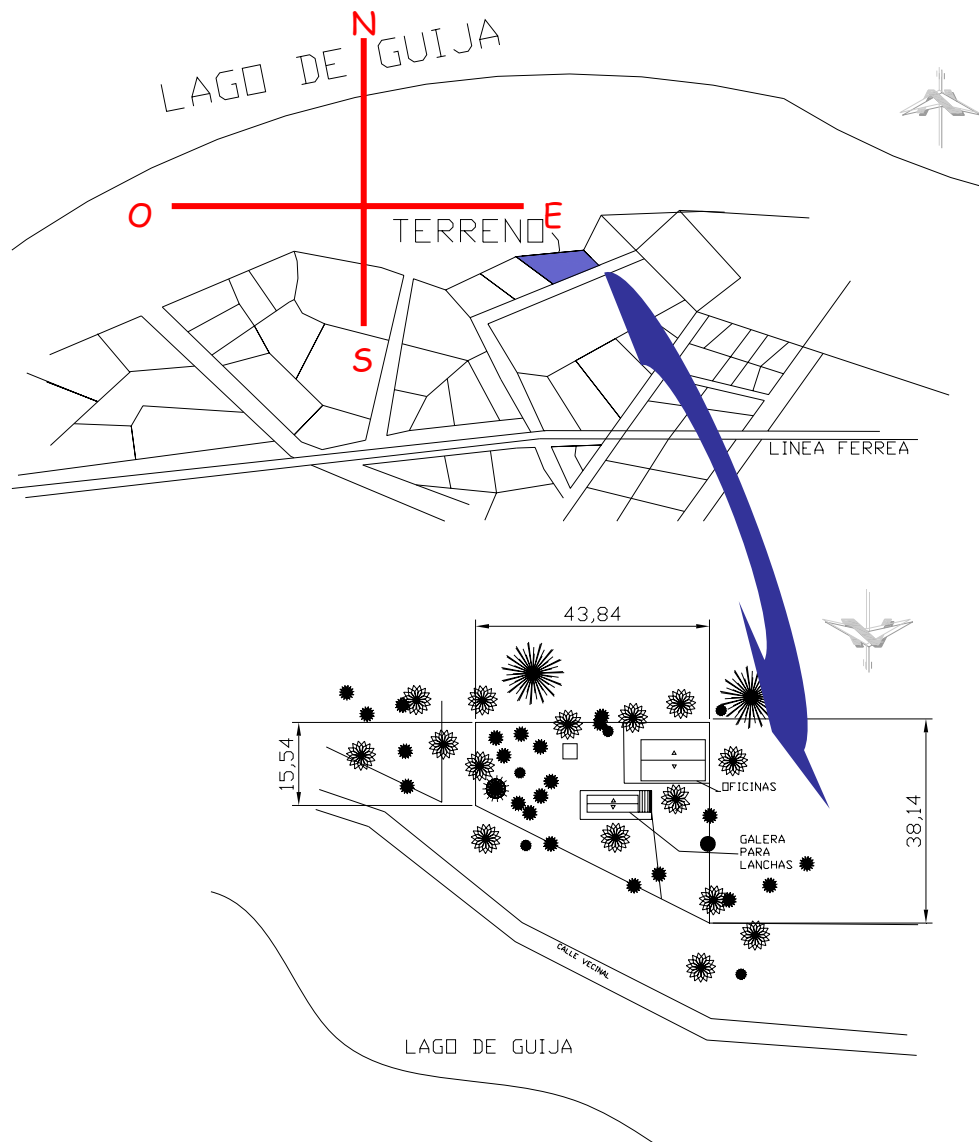 N
LAGO DE GUIJA
O
E
TERRENO
S
LINEA FERREA
43,84
15,54
38,14
OFICINAS
GALERA
PARA
LANCHAS
CALLE VECINAL
LAGO DE GUIJA